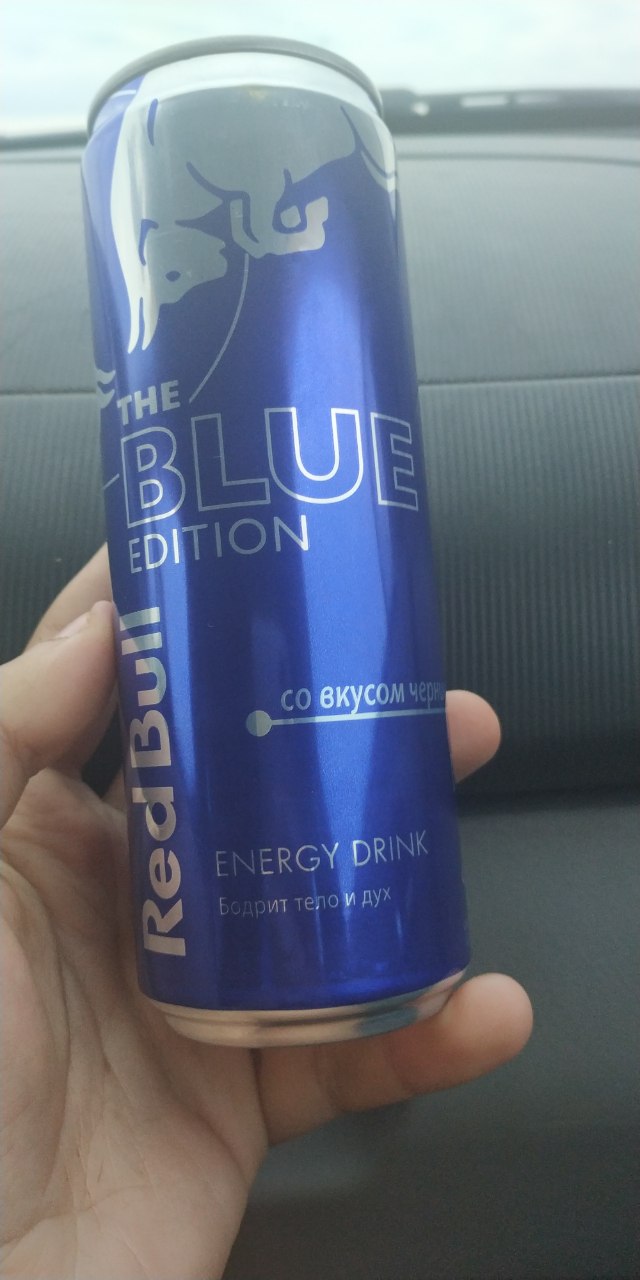 THE
BLUE
EDITION
Red Bull
со вкусом
ENERGY DRINK
Бодрит тело и дух